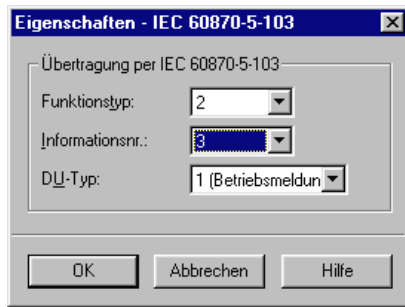 Eigenschaften - IEC 60870-5-103
Übertragung per IEC 60870-5-103
Funktionstyp: 2
Informationsnr.: 3
DU-Typ: 1 (Betriebsmeldun
OK Abbrechen Hilfe